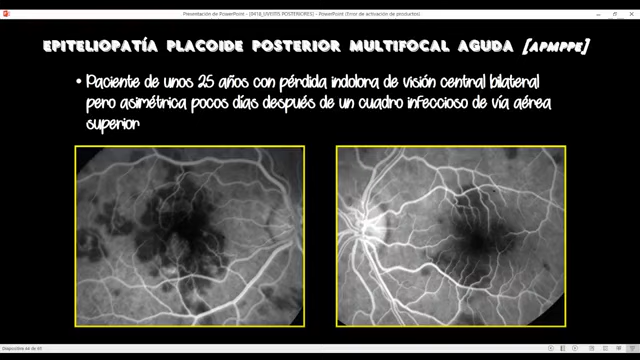 Presentación de PowerPoint - [M18_UVEITIS POSTERIORES] - PowerPoint (Error de activación de productos)
EPITELIOPATÍA PLACOIDE POSTERIOR MULTIFOCAL AGUDA [APMPPE]
• Paciente de unos 25 años con pérdida indolora de visión central bilateral
pero asimétrica pocos días después de un cuadro infeccioso de vía aérea
superior